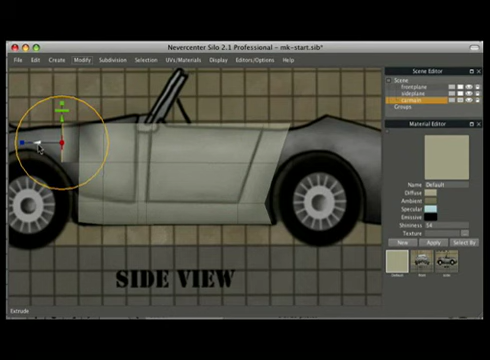 Nevercenter Silo 2.1 Professional - mk-start.sib*
File Edit Create Modify Subdivision Selection UVs/Materials Display Editors/Options Help
Scene Editor
Scene
frontplane
sideplane
Groups
Material Editor
Name Default
Diffuse
Ambient
Specular
Emissive
Shininess 54
Texture
New Apply Select By
Default
SIDE VIEW
Extrude